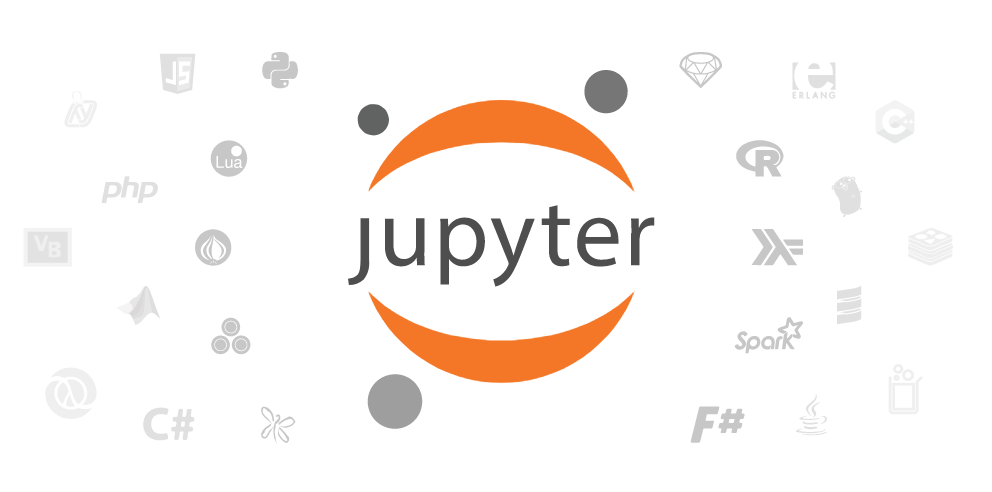 JS
Lua
php
VB
C#
jupyter
e
ERLANG
C++
R
Spark
F#